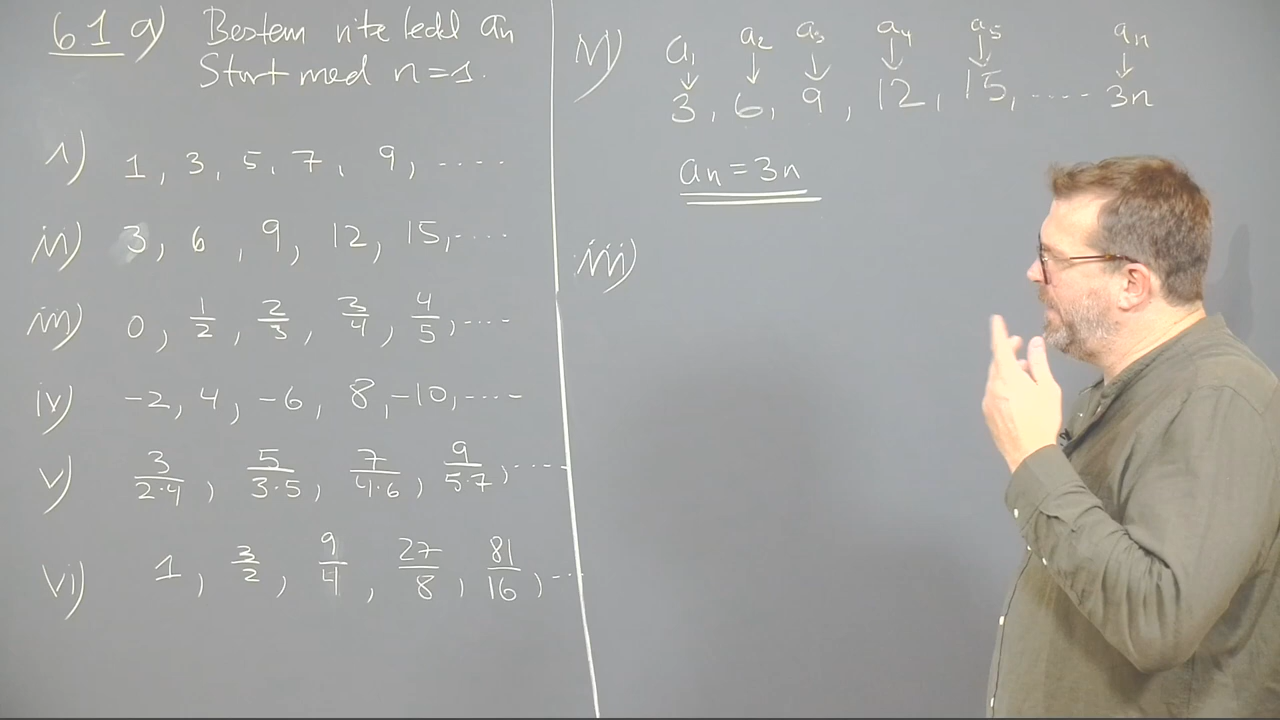 6.1 a) Bestem n'te ledd an
Start med n=1.
i) 1, 3, 5, 7, 9, ....
ii) 3, 6, 9, 12, 15, ....
iii) 0, 1/2, 2/3, 3/4, 4/5, ....
iv) -2, 4, -6, 8, -10, ....
v) 3/2·4, 5/3·5, 7/4·6, 9/5·7, ....
vi) 1, 3/2, 9/4, 27/8, 81/16, ...
ii) a1 a2 a3 a4 a5 an
↓ ↓ ↓ ↓ ↓ ↓
3, 6, 9, 12, 15, ..... 3n
an = 3n
iii)